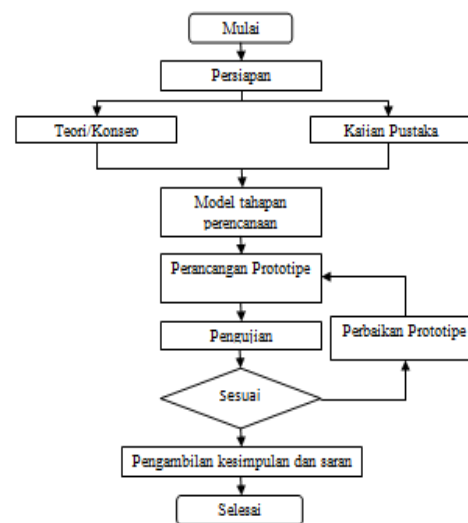 Mulai
Persiapan
Teori/Konsep
Kajian Pustaka
Model tahapan
perencanaan
Perancangan Prototipe
Pengujian
Perbaikan Prototipe
Sesuai
Pengambilan kesimpulan dan saran
Selesai